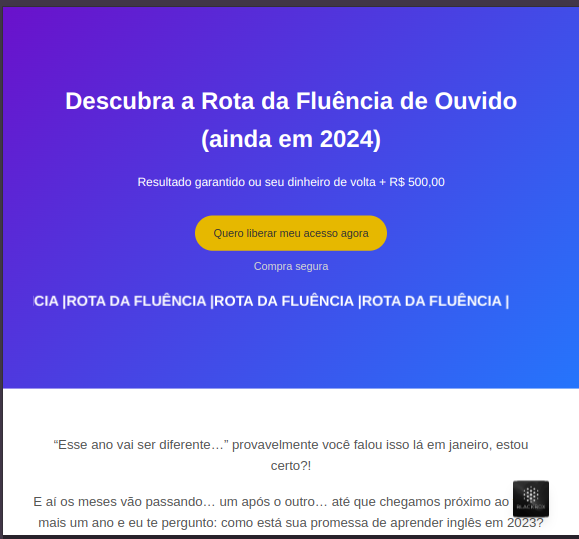 Descubra a Rota da Fluência de Ouvido
(ainda em 2024)
Resultado garantido ou seu dinheiro de volta + R$ 500,00
Quero liberar meu acesso agora
Compra segura
CIA |ROTA DA FLUÊNCIA |ROTA DA FLUÊNCIA |ROTA DA FLUÊNCIA |
“Esse ano vai ser diferente…” provavelmente você falou isso lá em janeiro, estou
certo?!
E aí os meses vão passando… um após o outro… até que chegamos próximo ao
mais um ano e eu te pergunto: como está sua promessa de aprender inglês em 2023?
BLACKBOX